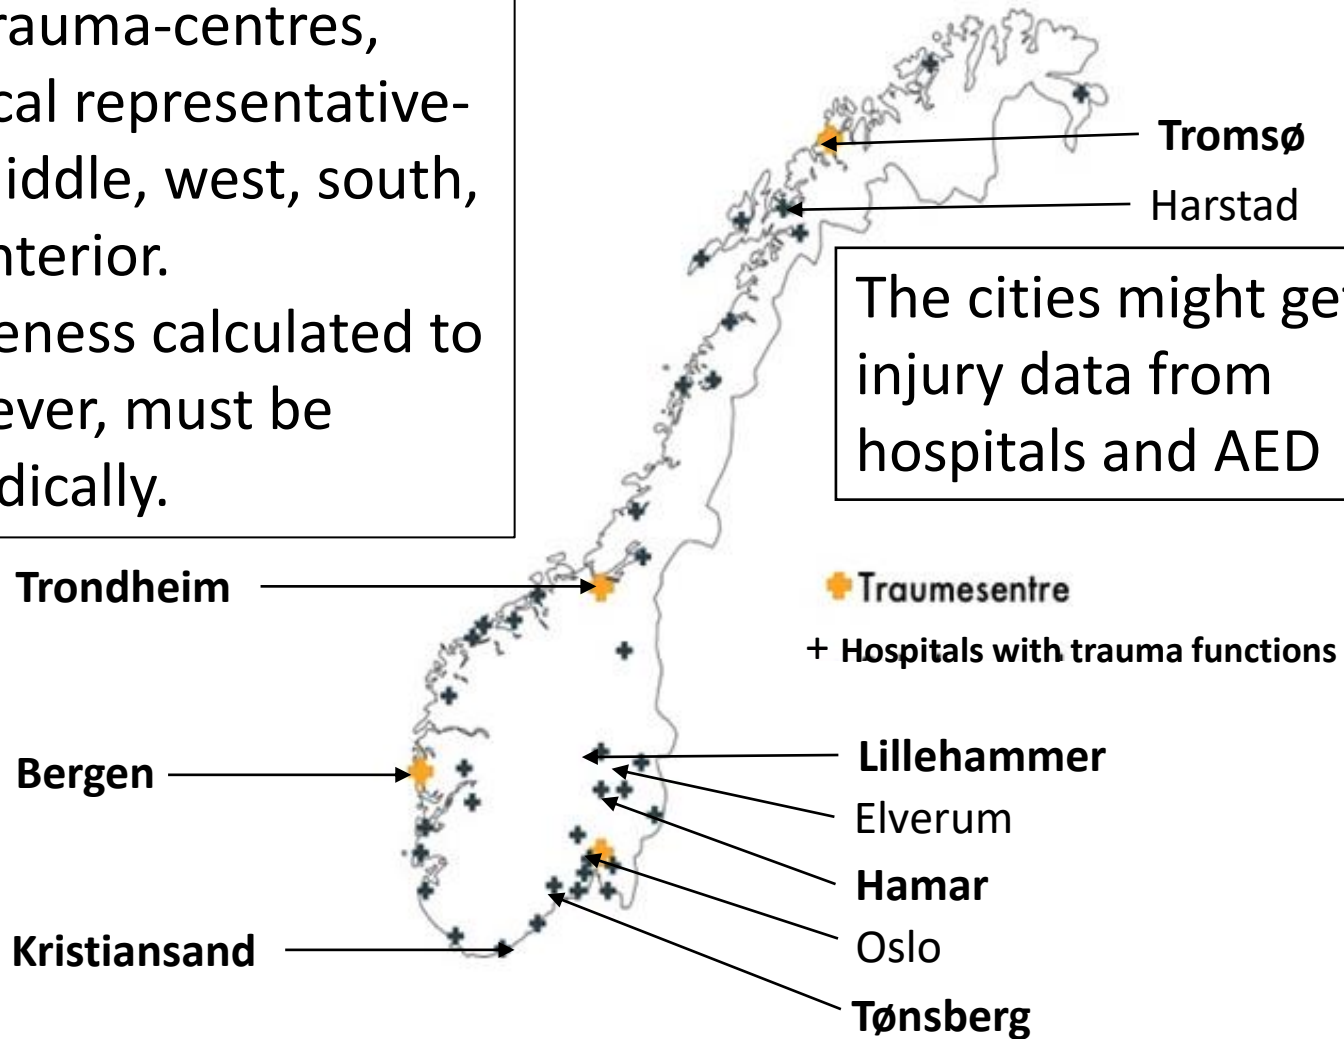 rauma-centres,
cal representative-
iddle, west, south,
nterior.
eness calculated to
ever, must be
dically.
Tromsø
Harstad
The cities might get
injury data from
hospitals and AED
Trondheim
Traumesentre
+ Hospitals with trauma functions
Bergen
Lillehammer
Elverum
Hamar
Oslo
Kristiansand
Tønsberg